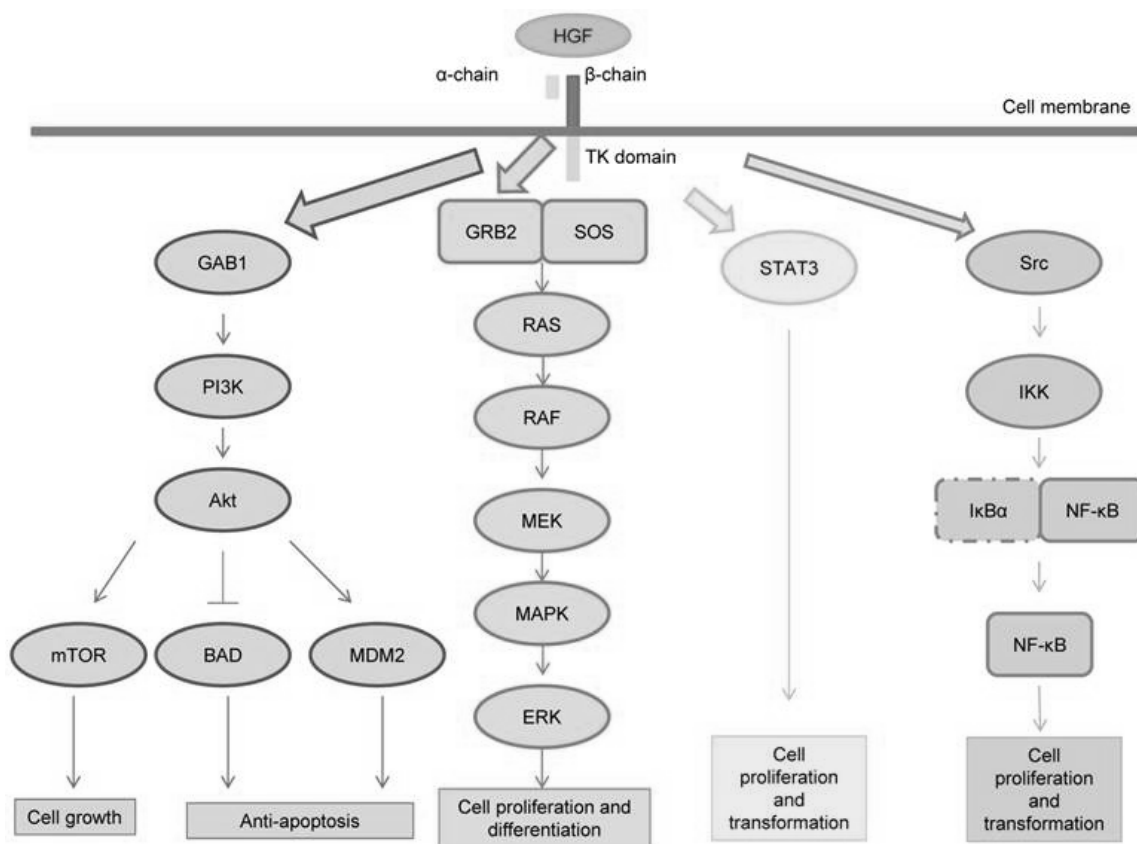 HGF
α-chain
β-chain
Cell membrane
TK domain
GRB2
SOS
GAB1
STAT3
Src
RAS
PI3K
IKK
RAF
Akt
IκBα
NF-κB
MEK
MAPK
mTOR
BAD
MDM2
NF-κB
ERK
Cell
proliferation
and
transformation
Cell
proliferation
and
transformation
Cell growth
Anti-apoptosis
Cell proliferation and
differentiation